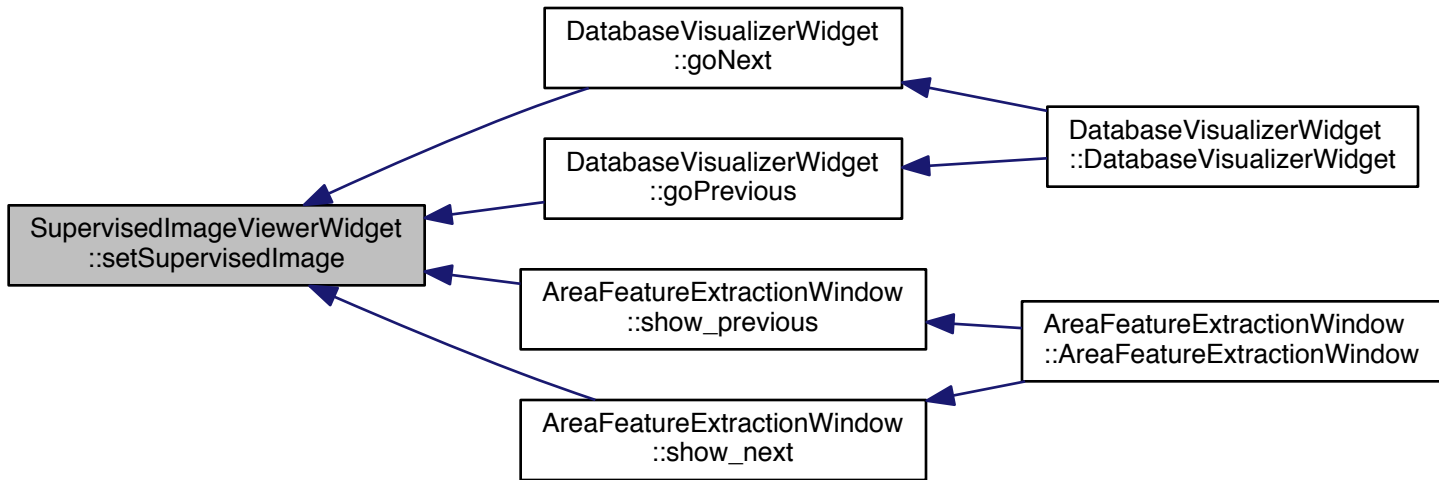 DatabaseVisualizerWidget
::goNext
DatabaseVisualizerWidget
::DatabaseVisualizerWidget
DatabaseVisualizerWidget
::goPrevious
SupervisedImageViewerWidget
::setSupervisedImage
AreaFeatureExtractionWindow
::show_previous
AreaFeatureExtractionWindow
::AreaFeatureExtractionWindow
AreaFeatureExtractionWindow
::show_next